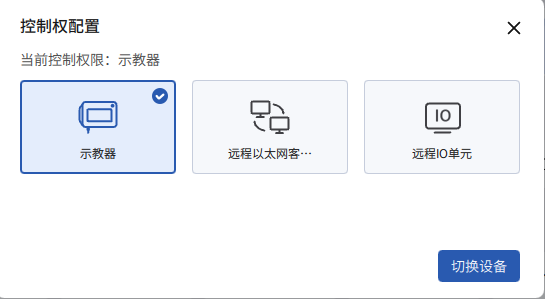 控制权配置
当前控制权限：示教器
示教器
远程以太网客…
IO
远程IO单元
切换设备